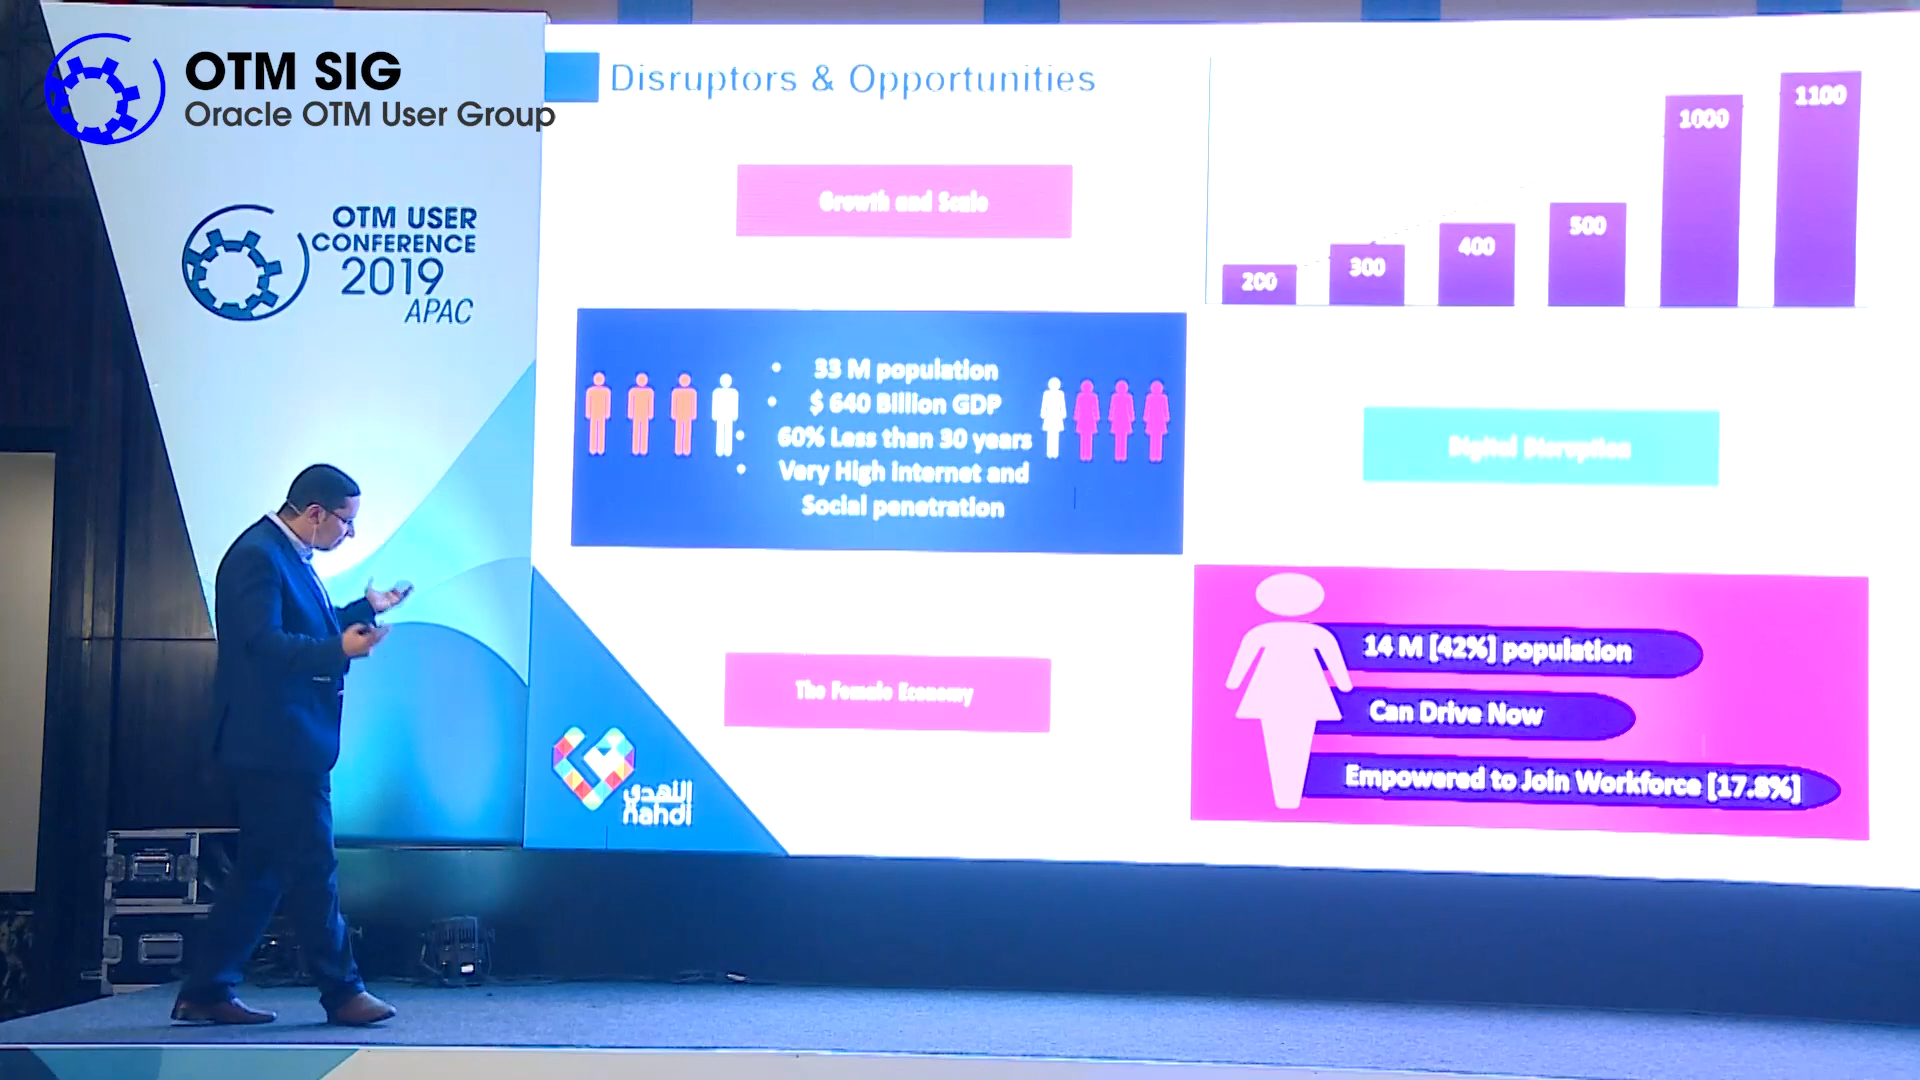 OTM SIG
Oracle OTM User Group
OTM USER
CONFERENCE
2019
APAC
Disruptors & Opportunities
Growth and Scale
200
300
400
500
1000
1100
• 33 M population
• $ 640 Billion GDP
• 60% Less than 30 years
• Very High internet and
Social penetration
Digital Disruption
The Female Economy
14 M [42%] population
Can Drive Now
Empowered to Join Workforce [17.8%]
النهدي
nahdi